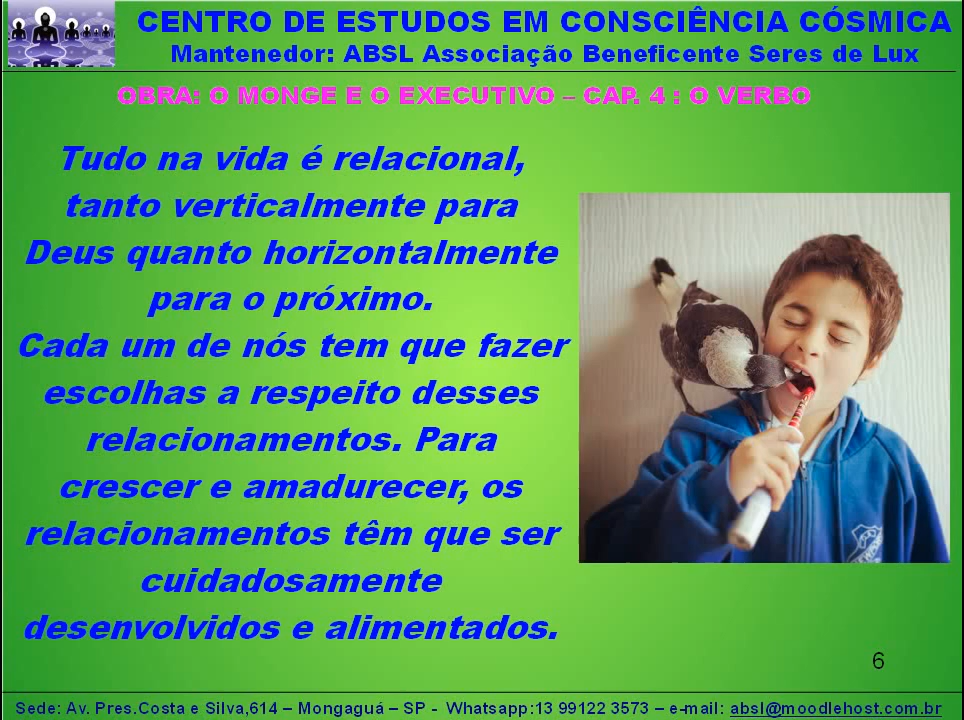 CENTRO DE ESTUDOS EM CONSCIÊNCIA CÓSMICA
Mantenedor: ABSL Associação Beneficente Seres de Lux
OBRA: O MONGE E O EXECUTIVO – CAP. 4 : O VERBO
Tudo na vida é relacional,
tanto verticalmente para
Deus quanto horizontalmente
para o próximo.
Cada um de nós tem que fazer
escolhas a respeito desses
relacionamentos. Para
crescer e amadurecer, os
relacionamentos têm que ser
cuidadosamente
desenvolvidos e alimentados.
6
Sede: Av. Pres.Costa e Silva,614 – Mongaguá – SP - Whatsapp:13 99122 3573 – e-mail: absl@moodlehost.com.br